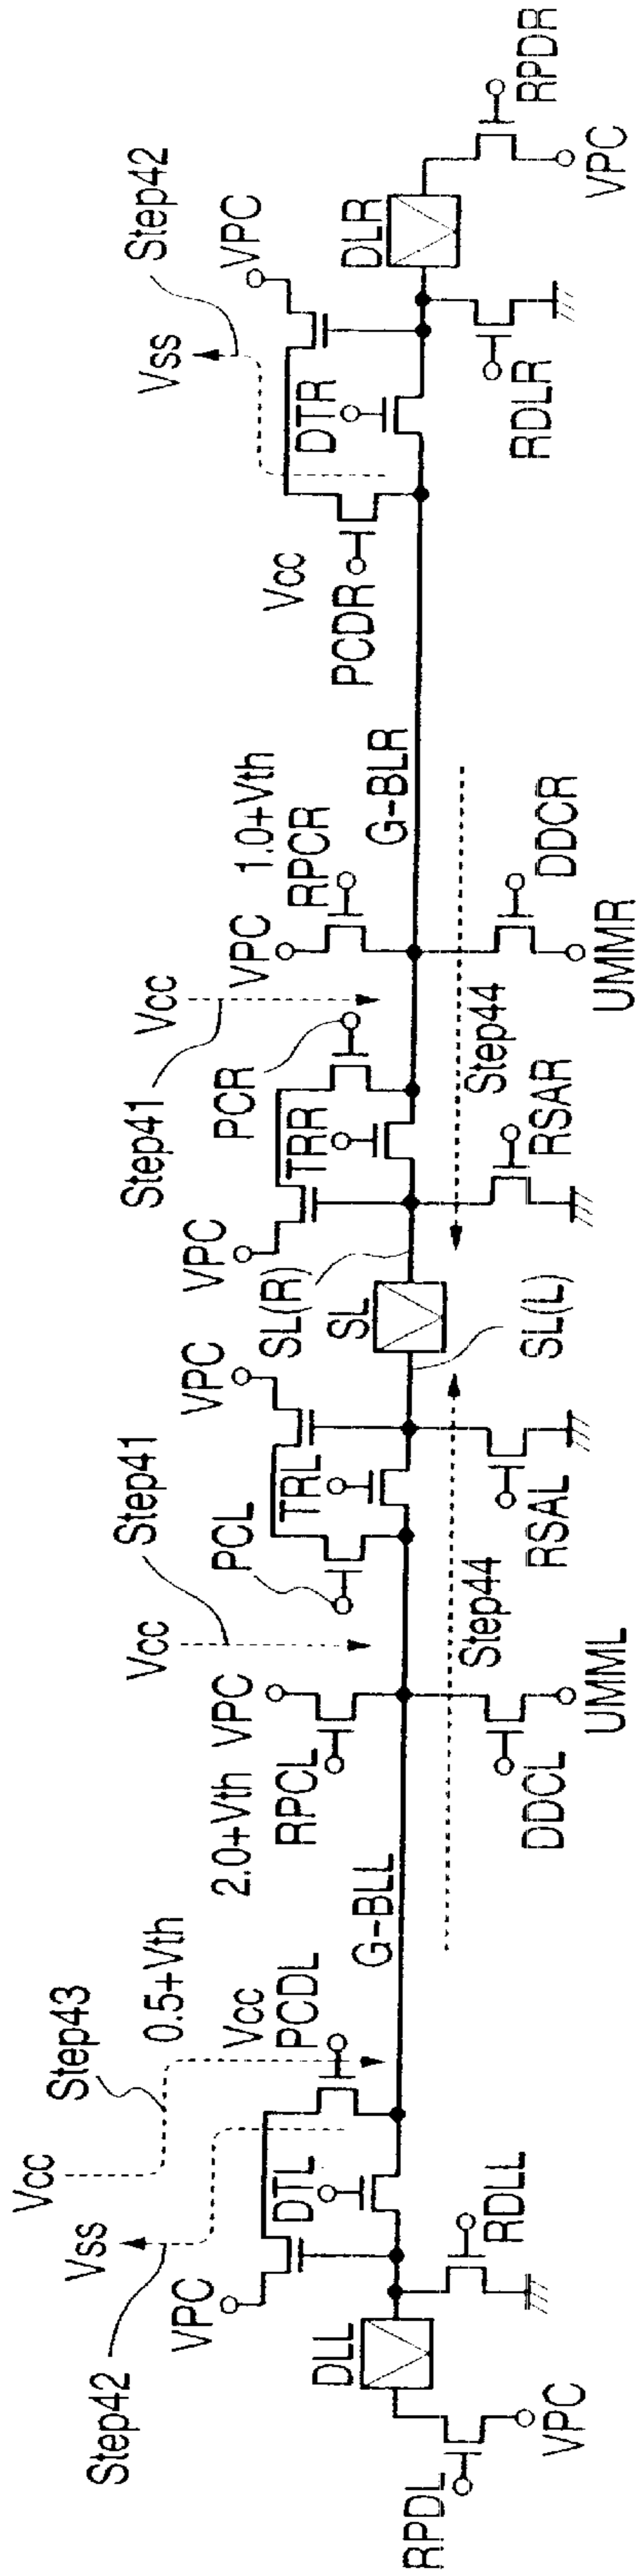 Step42
Vss
VPC
DTR
DLR
RPDR
VPC
RDLR
Vcc
PCDR
G-BLR
1.0+Vth
VPC
RPCR
DDCR
UMMR
Vcc
Step41
PCR
TRR
VPC
Step44
RSAR
SL(R)
SL
SL(L)
VPC
Step41
TRL
PCL
RSAL
Vcc
Step44
2.0+Vth
VPC
RPCL
DDCL
UMML
G-BLL
0.5+Vth
Step43
Vcc
Vcc
PCDL
Vss
DTL
Step42
VPC
DLL
RDLL
RPDL
VPC